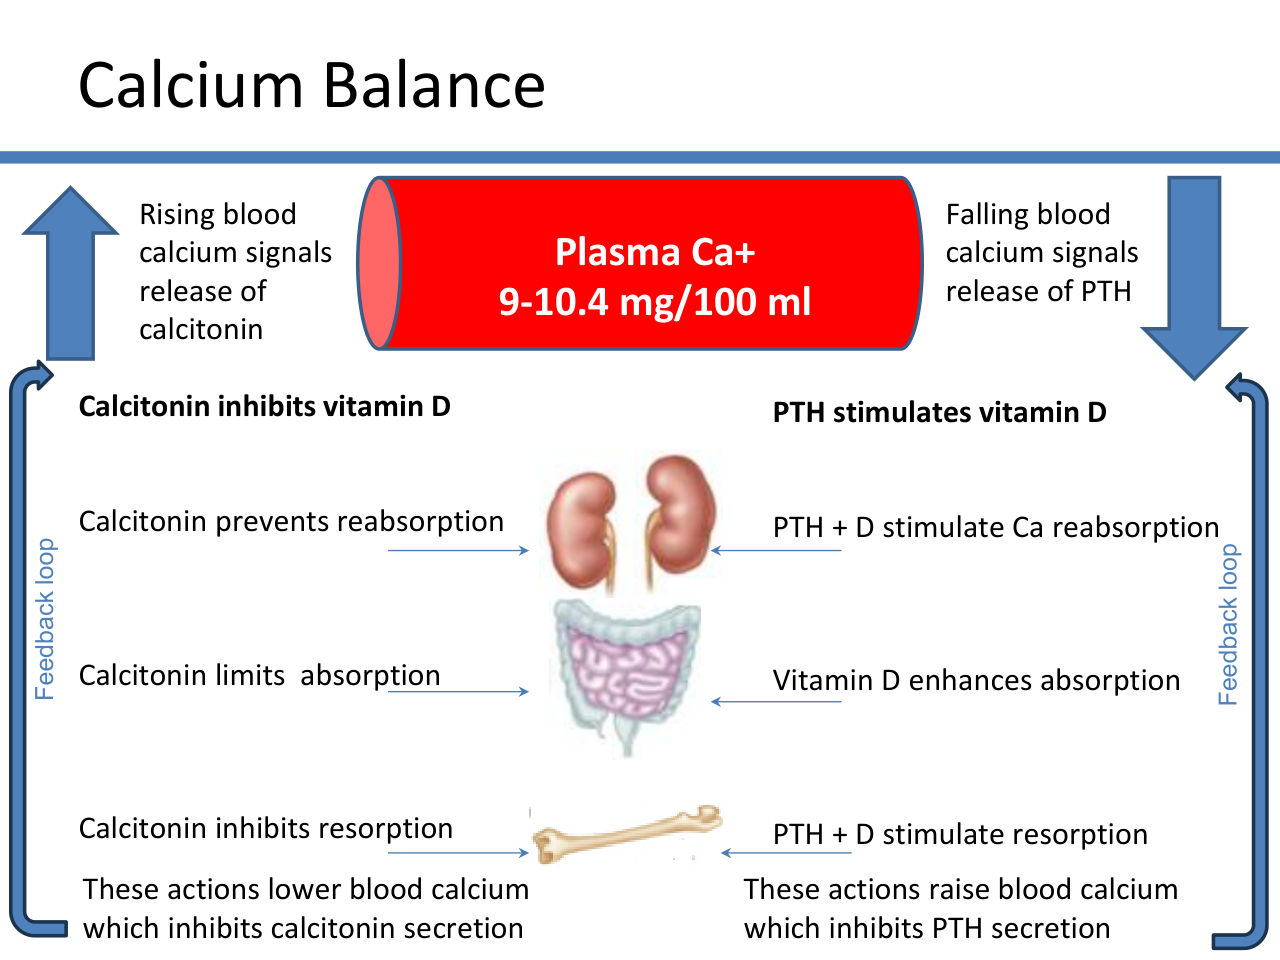 Calcium Balance
Rising blood
calcium signals
release of
calcitonin
Plasma Ca+
9-10.4 mg/100 ml
Falling blood
calcium signals
release of PTH
Calcitonin inhibits vitamin D
PTH stimulates vitamin D
Calcitonin prevents reabsorption
PTH + D stimulate Ca reabsorption
Feedback loop
Feedback loop
Calcitonin limits  absorption
Vitamin D enhances absorption
Calcitonin inhibits resorption
PTH + D stimulate resorption
These actions lower blood calcium
which inhibits calcitonin secretion
These actions raise blood calcium
which inhibits PTH secretion